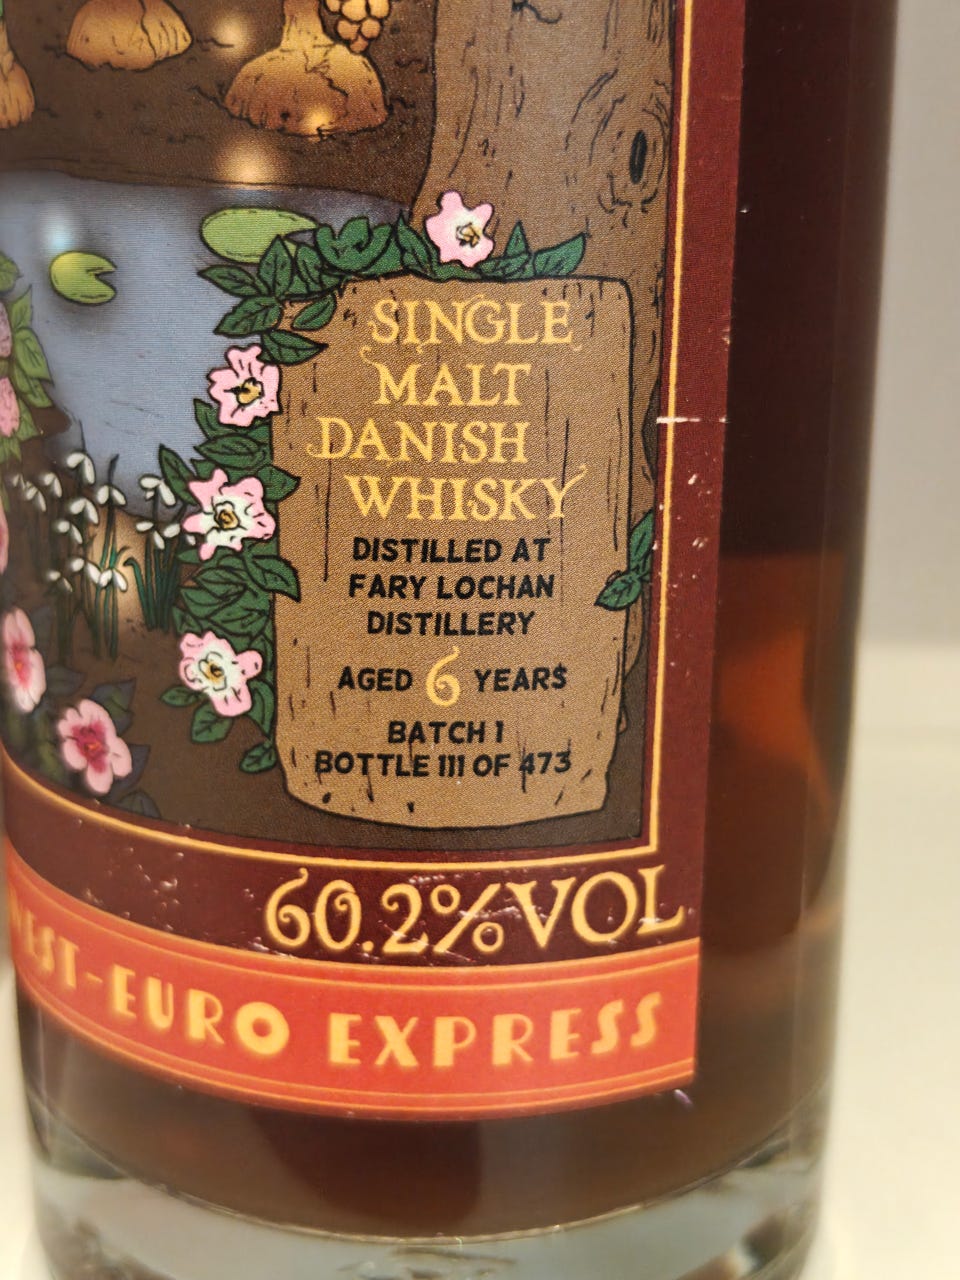 SINGLE
MALT
DANISH
WHISKY
DISTILLED AT
FARY LOCHAN
DISTILLERY
AGED 6 YEARS
BATCH 1
BOTTLE 111 OF 473
60.2%VOL
EURO EXPRESS